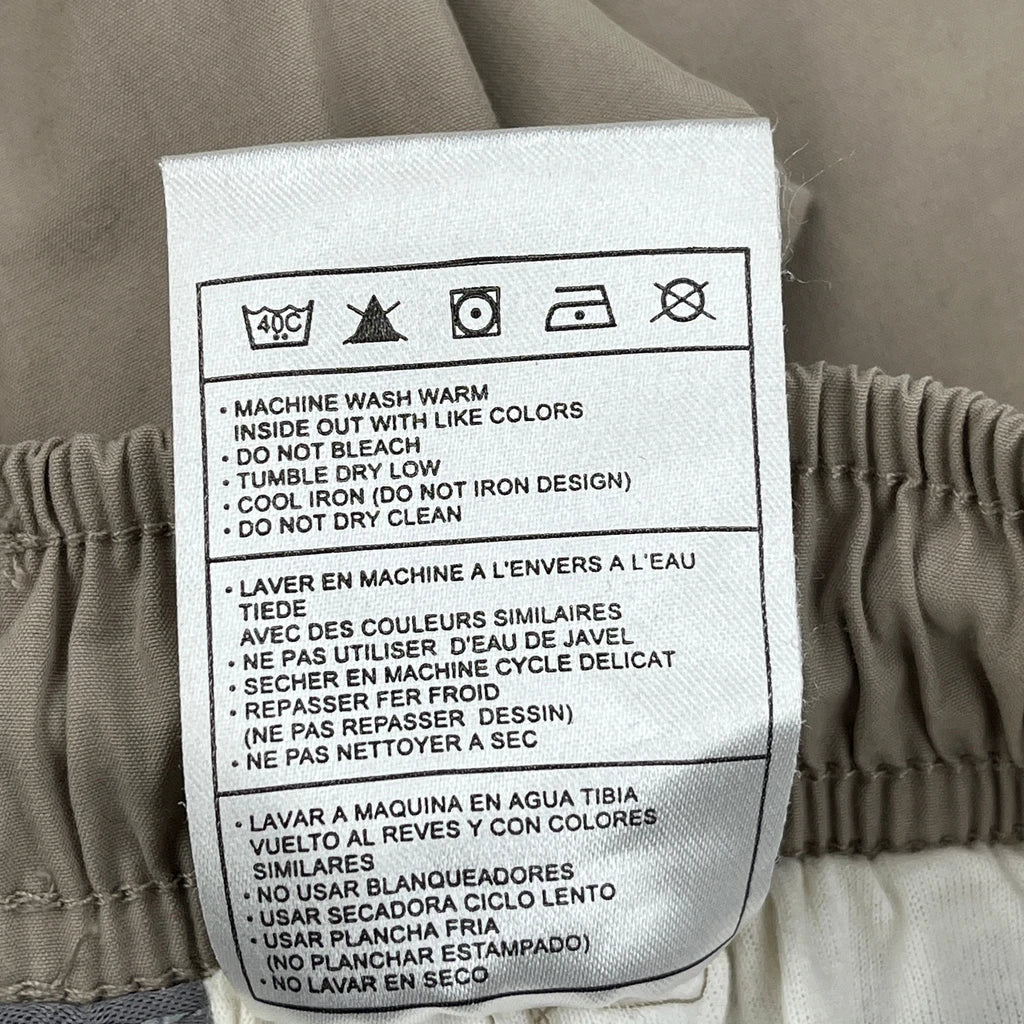 40C
• MACHINE WASH WARM
INSIDE OUT WITH LIKE COLORS
• DO NOT BLEACH
• TUMBLE DRY LOW
• COOL IRON (DO NOT IRON DESIGN)
• DO NOT DRY CLEAN
• LAVER EN MACHINE A L'ENVERS A L'EAU
TIEDE
AVEC DES COULEURS SIMILAIRES
• NE PAS UTILISER D'EAU DE JAVEL
• SECHER EN MACHINE CYCLE DELICAT
• REPASSER FER FROID
(NE PAS REPASSER DESSIN)
• NE PAS NETTOYER A SEC
• LAVAR A MAQUINA EN AGUA TIBIA
VUELTO AL REVES Y CON COLORES
SIMILARES
• NO USAR BLANQUEADORES
• USAR SECADORA CICLO LENTO
• USAR PLANCHA FRIA
(NO PLANCHAR ESTAMPADO)
• NO LAVAR EN SECO